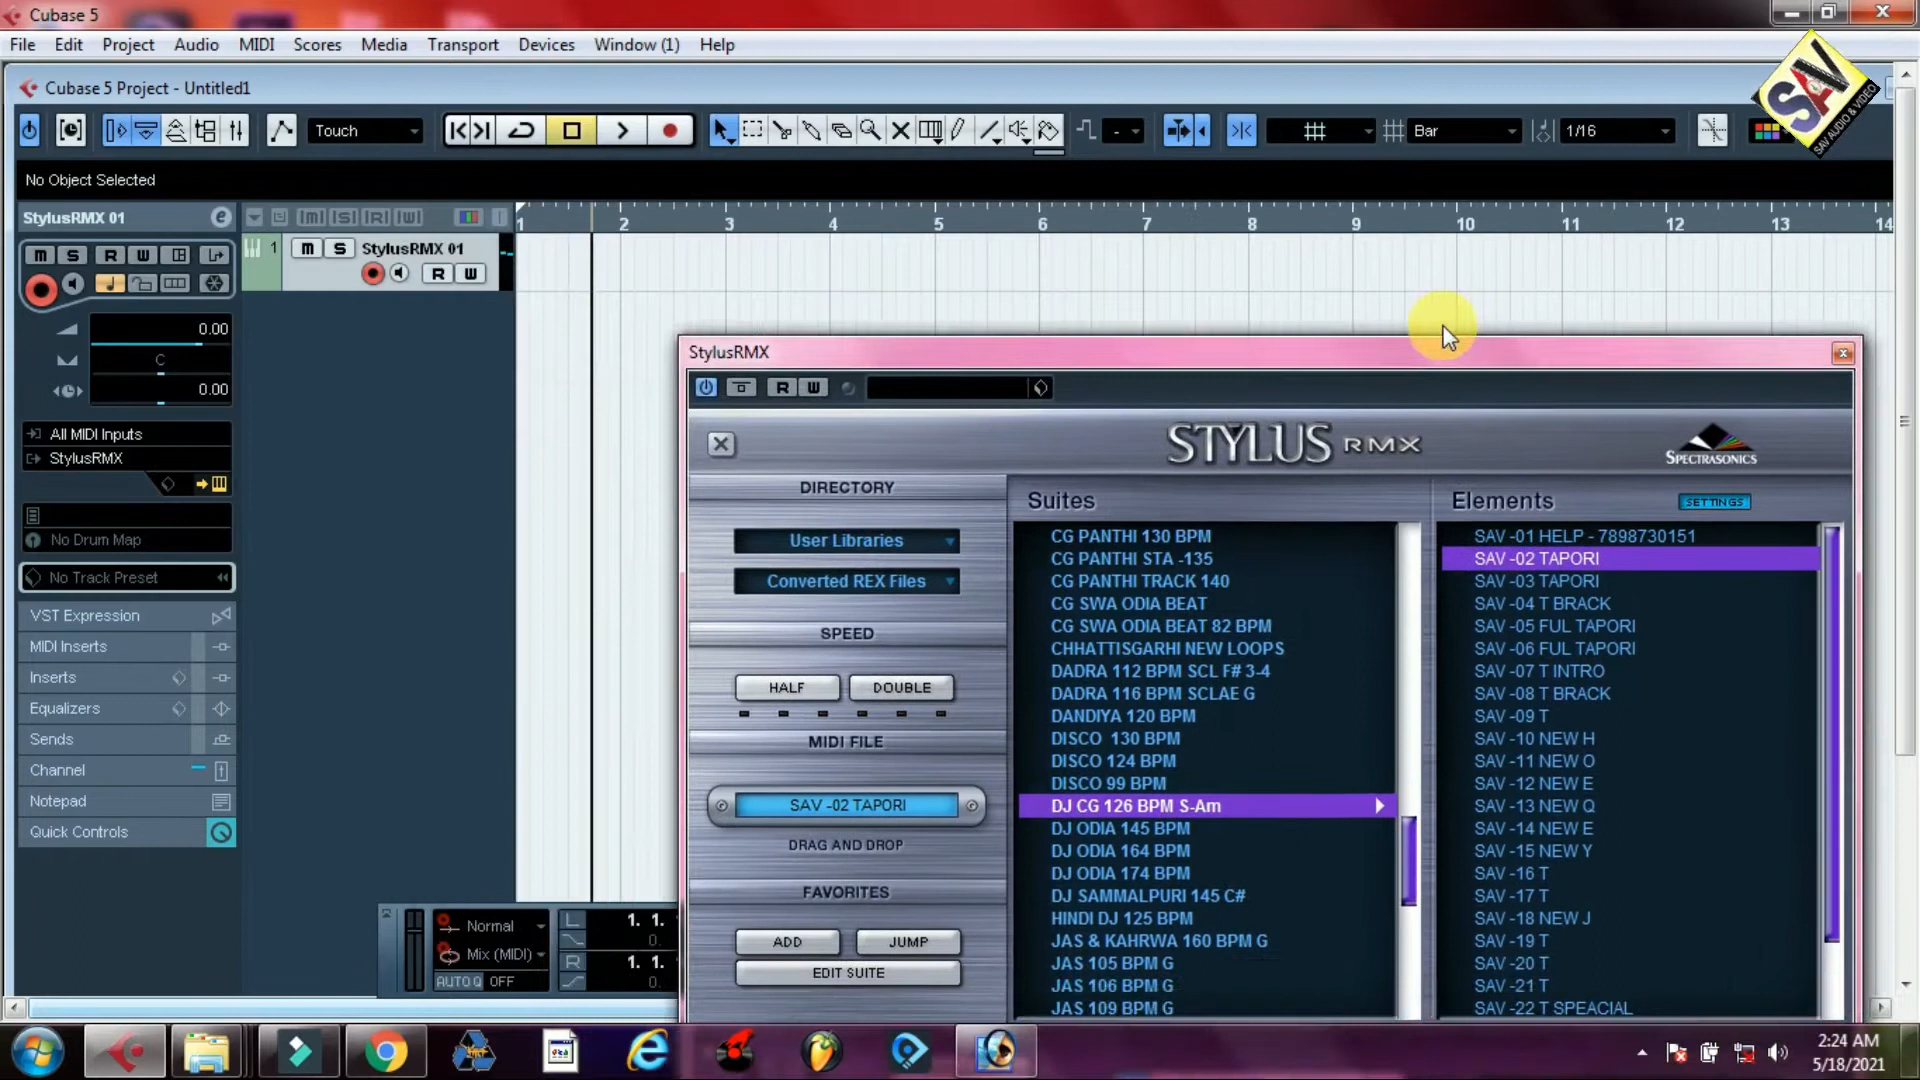 Cubase 5
File Edit Project Audio MIDI Scores Media Transport Devices Window (1) Help
Cubase 5 Project - Untitled1
Touch
-
Bar
1/16
SAV
SAV AUDIO & VIDEO
No Object Selected
StylusRMX 01
1 2 3 4 5 6 7 8 9 10 11 12 13 14
M S R W
1 M S StylusRMX 01
R W
0.00
C
0.00
All MIDI Inputs
StylusRMX
No Drum Map
No Track Preset
VST Expression
MIDI Inserts
Inserts
Equalizers
Sends
Channel
Notepad
Quick Controls
Normal
Mix (MIDI)
AUTO Q OFF
L 1. 1.
0.
R 1. 1.
0.
StylusRMX
R W
STYLUS RMX
SPECTRASONICS
DIRECTORY
User Libraries
Converted REX Files
SPEED
HALF DOUBLE
MIDI FILE
SAV -02 TAPORI
DRAG AND DROP
FAVORITES
ADD JUMP
EDIT SUITE
Suites
CG PANTHI 130 BPM
CG PANTHI STA -135
CG PANTHI TRACK 140
CG SWA ODIA BEAT
CG SWA ODIA BEAT 82 BPM
CHHATTISGARHI NEW LOOPS
DADRA 112 BPM SCL F# 3-4
DADRA 116 BPM SCLAE G
DANDIYA 120 BPM
DISCO  130 BPM
DISCO 124 BPM
DISCO 99 BPM
DJ CG 126 BPM S-Am
DJ ODIA 145 BPM
DJ ODIA 164 BPM
DJ ODIA 174 BPM
DJ SAMMALPURI 145 C#
HINDI DJ 125 BPM
JAS & KAHRWA 160 BPM G
JAS 105 BPM G
JAS 106 BPM G
JAS 109 BPM G
Elements
SETTINGS
SAV -01 HELP - 7898730151
SAV -02 TAPORI
SAV -03 TAPORI
SAV -04 T BRACK
SAV -05 FUL TAPORI
SAV -06 FUL TAPORI
SAV -07 T INTRO
SAV -08 T BRACK
SAV -09 T
SAV -10 NEW H
SAV -11 NEW O
SAV -12 NEW E
SAV -13 NEW Q
SAV -14 NEW E
SAV -15 NEW Y
SAV -16 T
SAV -17 T
SAV -18 NEW J
SAV -19 T
SAV -20 T
SAV -21 T
SAV -22 T SPEACIAL
2:24 AM
5/18/2021